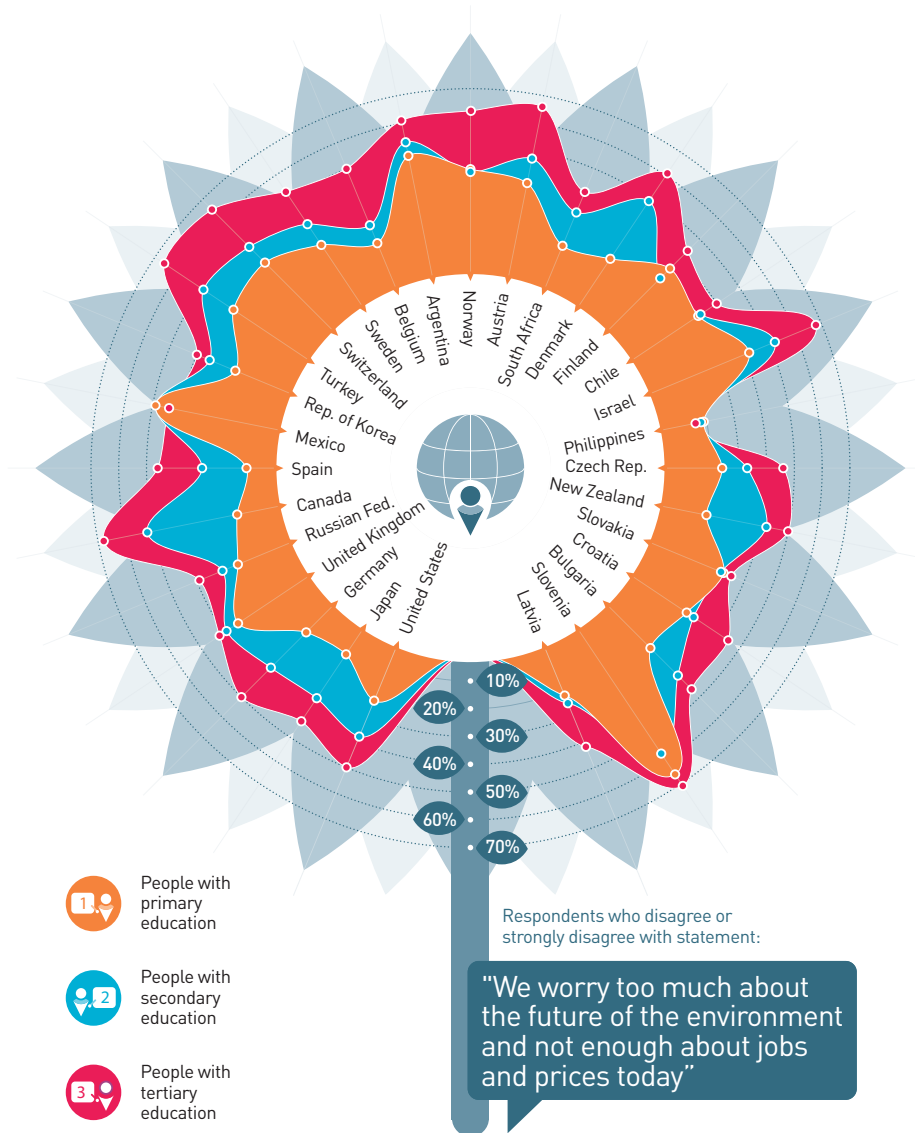 Norway
Austria
South Africa
Denmark
Finland
Chile
Israel
Philippines
Czech Rep.
New Zealand
Slovakia
Croatia
Bulgaria
Slovenia
Latvia
United States
Japan
Germany
United Kingdom
Russian Fed.
Canada
Spain
Mexico
Rep. of Korea
Turkey
Switzerland
Sweden
Belgium
Argentina
10%
20%
30%
40%
50%
60%
70%
1
People with
primary
education
2
People with
secondary
education
3
People with
tertiary
education
Respondents who disagree or
strongly disagree with statement:
"We worry too much about
the future of the environment
and not enough about jobs
and prices today”